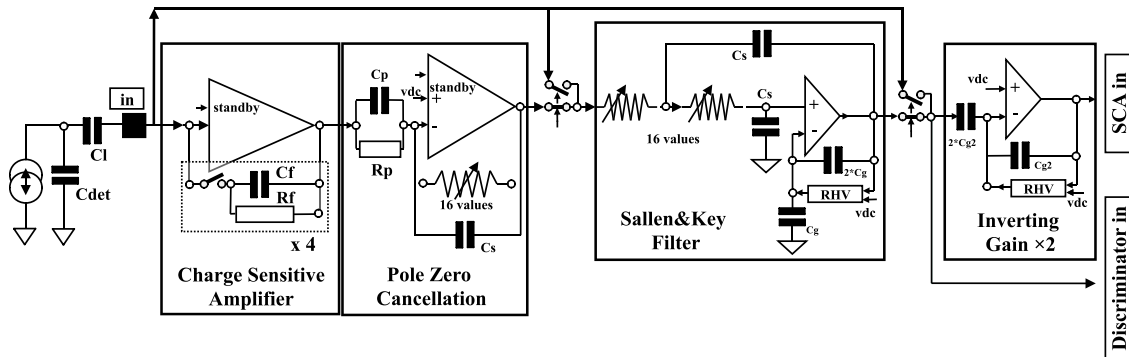 in
Cl
Cdet
standby
Cf
Rf
x 4
Charge Sensitive
Amplifier
Cp
Rp
vdc
standby
+
-
16 values
Cs
Pole Zero
Cancellation
Cs
Cs
16 values
+
-
2*Cg
RHV
vdc
Cg
Sallen&Key
Filter
vdc
+
-
2*Cg2
Cg2
RHV
vdc
Inverting
Gain ×2
SCA in
Discriminator in